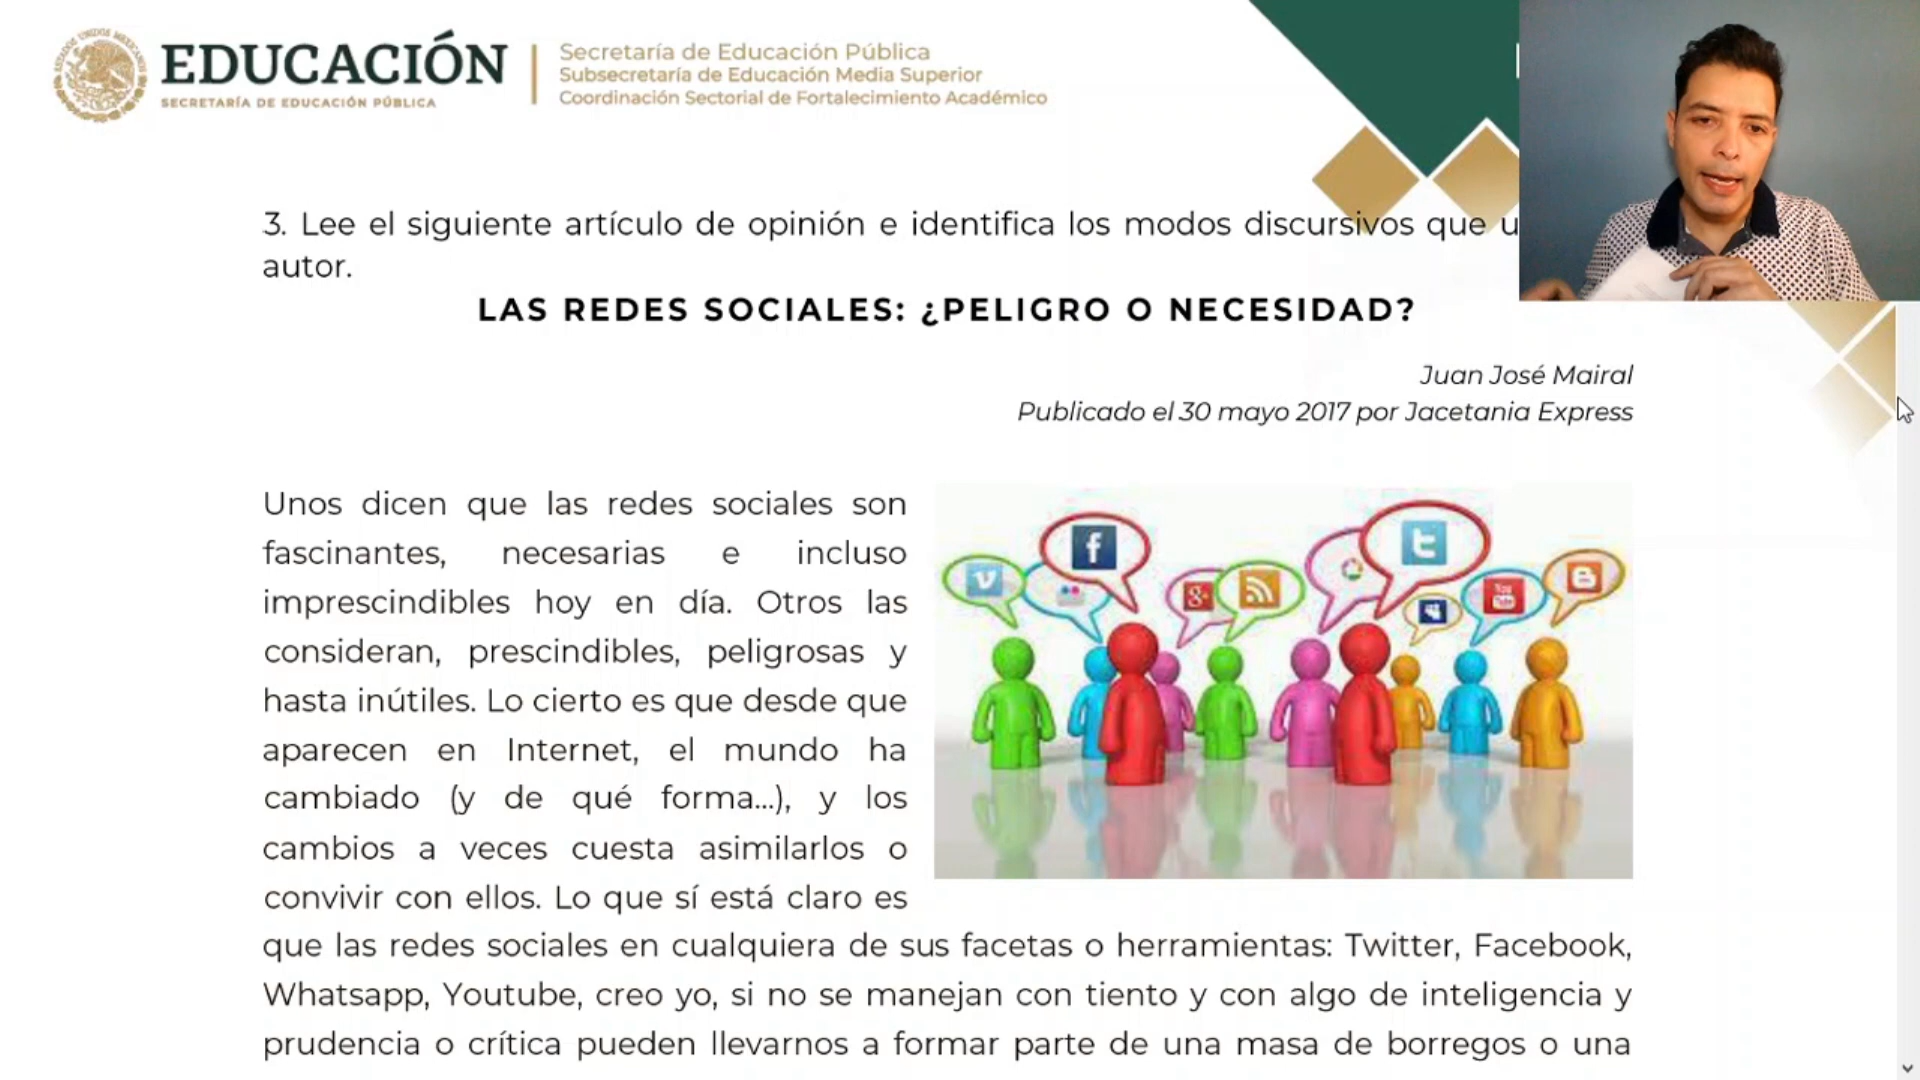 EDUCACIÓN
SECRETARÍA DE EDUCACIÓN PÚBLICA
Secretaría de Educación Pública
Subsecretaría de Educación Media Superior
Coordinación Sectorial de Fortalecimiento Académico
3. Lee el siguiente artículo de opinión e identifica los modos discursivos que
autor.
LAS REDES SOCIALES: ¿PELIGRO O NECESIDAD?
Juan José Mairal
Publicado el 30 mayo 2017 por Jacetania Express
Unos dicen que las redes sociales son
fascinantes, necesarias e incluso
imprescindibles hoy en día. Otros las
consideran, prescindibles, peligrosas y
hasta inútiles. Lo cierto es que desde que
aparecen en Internet, el mundo ha
cambiado (y de qué forma...), y los
cambios a veces cuesta asimilarlos o
convivir con ellos. Lo que sí está claro es
que las redes sociales en cualquiera de sus facetas o herramientas: Twitter, Facebook,
Whatsapp, Youtube, creo yo, si no se manejan con tiento y con algo de inteligencia y
prudencia o crítica pueden llevarnos a formar parte de una masa de borregos o una